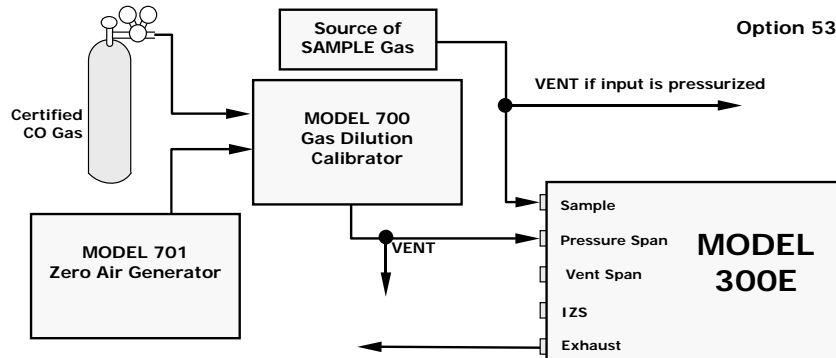 Source of
SAMPLE Gas
Option 53
VENT if input is pressurized
Certified
CO Gas
MODEL 700
Gas Dilution
Calibrator
MODEL 701
Zero Air Generator
VENT
Sample
Pressure Span
Vent Span
IZS
Exhaust
MODEL
300E